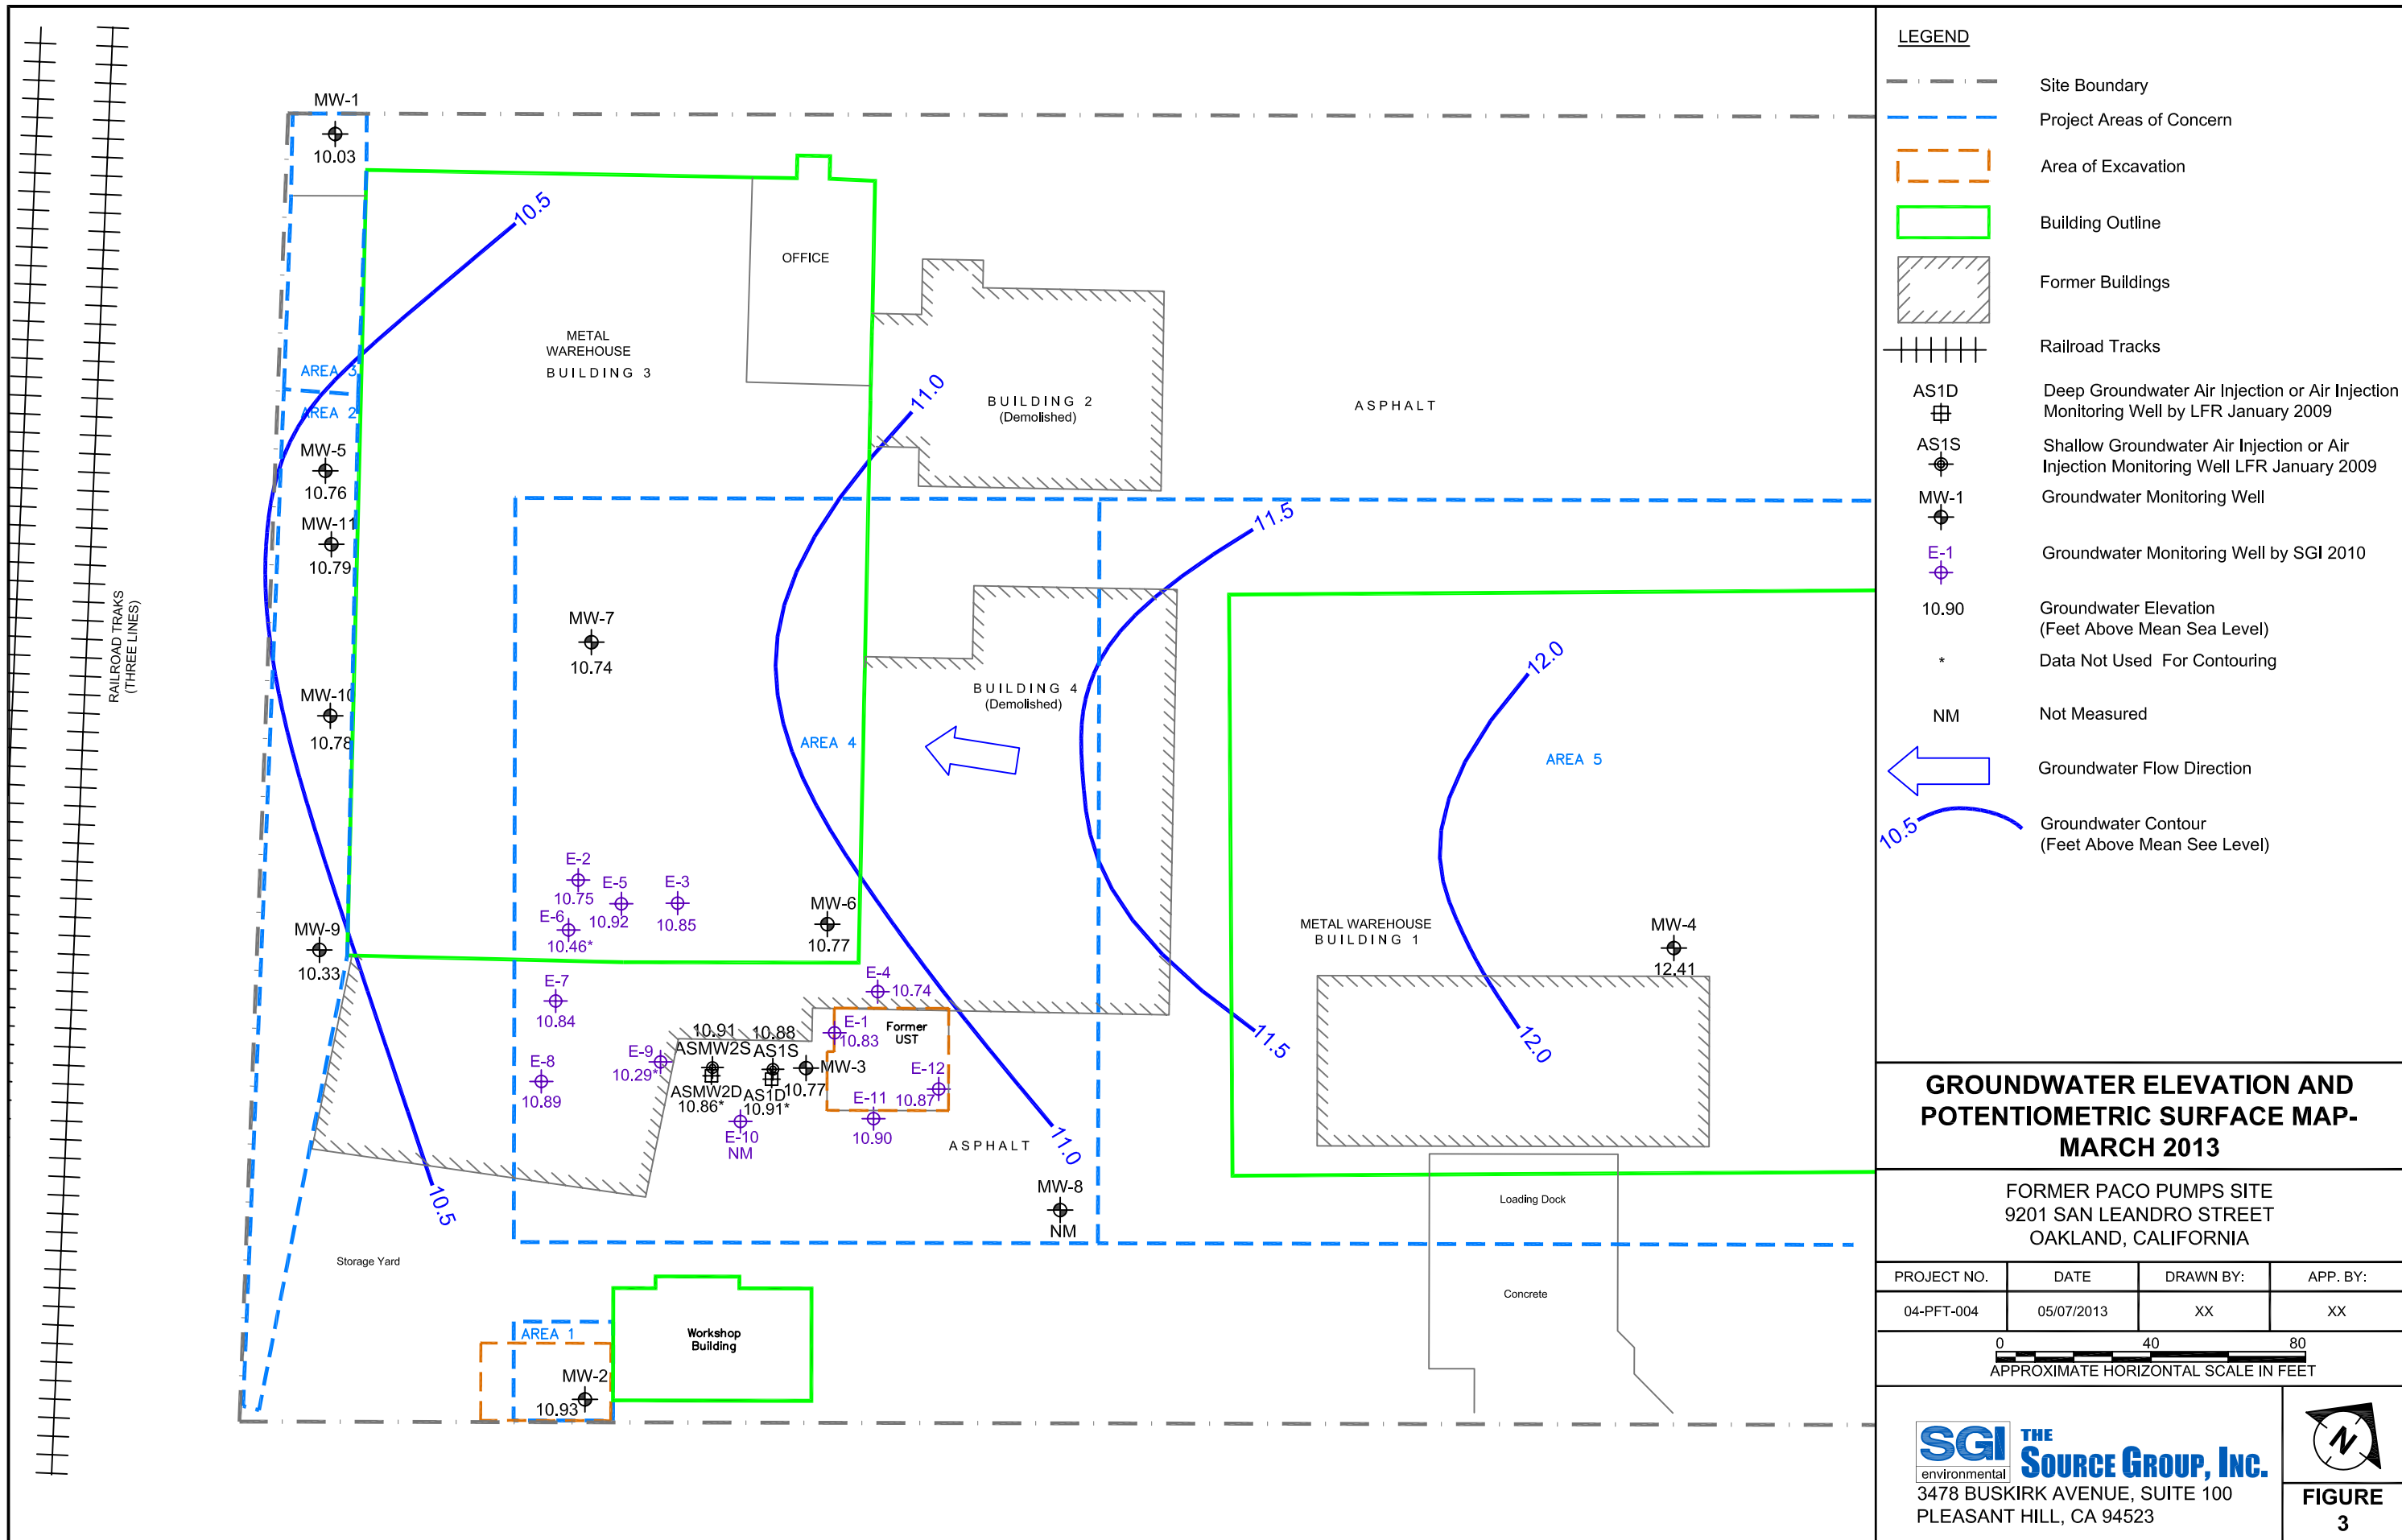 MW-1
10.03
10.5
OFFICE
METAL
WAREHOUSE
BUILDING 3
AREA 3
AREA 2
11.0
BUILDING 2
(Demolished)
ASPHALT
MW-5
10.76
MW-11
10.79
11.5
RAILROAD TRAKS
(THREE LINES)
MW-7
10.74
MW-10
10.78
BUILDING 4
(Demolished)
AREA 4
12.0
AREA 5
E-2
10.75
E-5
10.92
E-3
10.85
E-6
10.46*
MW-6
10.77
MW-9
10.33
METAL WAREHOUSE
BUILDING 1
MW-4
12.41
E-7
10.84
E-4
10.74
E-1
10.83
Former
UST
10.91
ASMW2S
10.88
AS1S
E-9
10.29*
MW-3
10.77
ASMW2D
10.86*
AS1D
10.91*
E-8
10.89
E-12
10.87
E-11
10.90
E-10
NM
ASPHALT
11.0
11.5
12.0
10.5
MW-8
NM
Loading Dock
Concrete
Storage Yard
AREA 1
Workshop
Building
MW-2
10.93
LEGEND
Site Boundary
Project Areas of Concern
Area of Excavation
Building Outline
Former Buildings
Railroad Tracks
AS1D
Deep Groundwater Air Injection or Air Injection
Monitoring Well by LFR January 2009
AS1S
Shallow Groundwater Air Injection or Air
Injection Monitoring Well LFR January 2009
MW-1
Groundwater Monitoring Well
E-1
Groundwater Monitoring Well by SGI 2010
10.90
Groundwater Elevation
(Feet Above Mean Sea Level)
*
Data Not Used For Contouring
NM
Not Measured
Groundwater Flow Direction
10.5
Groundwater Contour
(Feet Above Mean See Level)
GROUNDWATER ELEVATION AND
POTENTIOMETRIC SURFACE MAP-
MARCH 2013
FORMER PACO PUMPS SITE
9201 SAN LEANDRO STREET
OAKLAND, CALIFORNIA
PROJECT NO. DATE DRAWN BY: APP. BY:
04-PFT-004 05/07/2013 XX XX
0 40 80
APPROXIMATE HORIZONTAL SCALE IN FEET
SGI
environmental
THE
SOURCE GROUP, INC.
3478 BUSKIRK AVENUE, SUITE 100
PLEASANT HILL, CA 94523
N
FIGURE
3